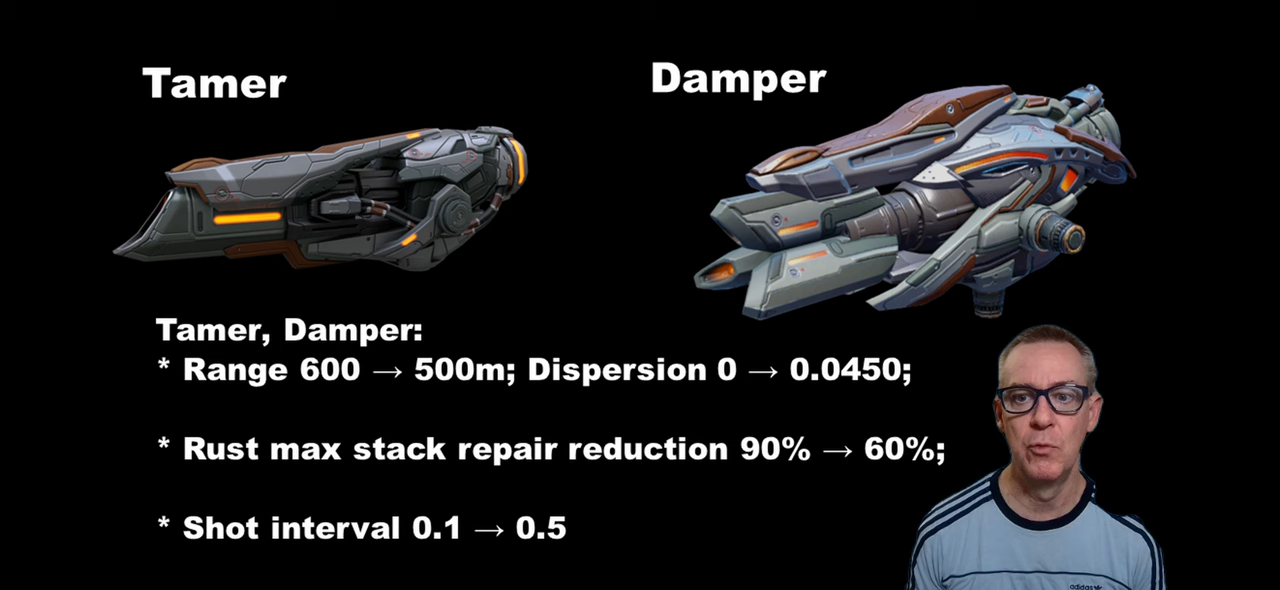 Tamer
Damper
Tamer, Damper:
* Range 600 → 500m; Dispersion 0 → 0.0450;
* Rust max stack repair reduction 90% → 60%;
* Shot interval 0.1 → 0.5
adidas